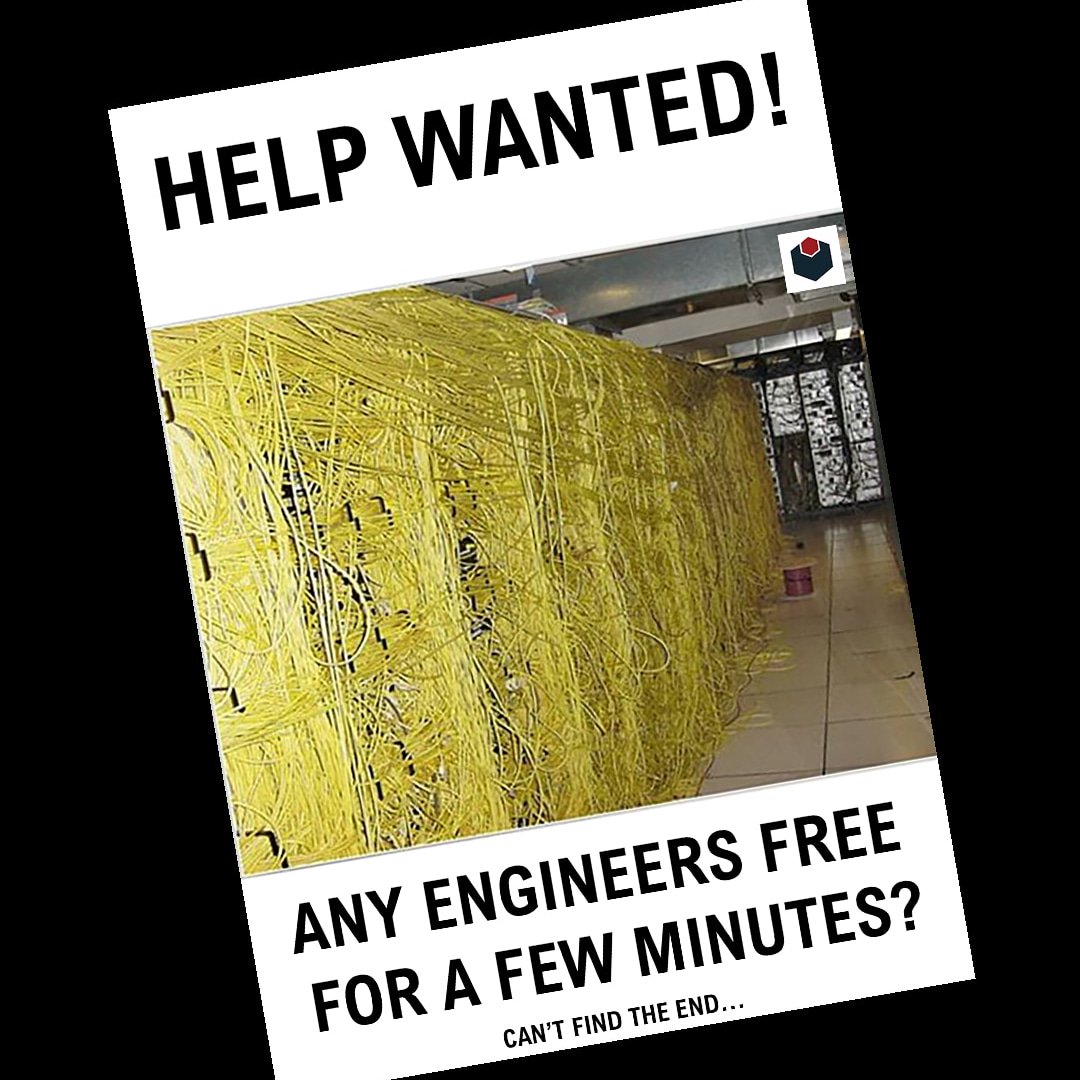 HELP WANTED!
ANY ENGINEERS FREE
FOR A FEW MINUTES?
CAN'T FIND THE END...